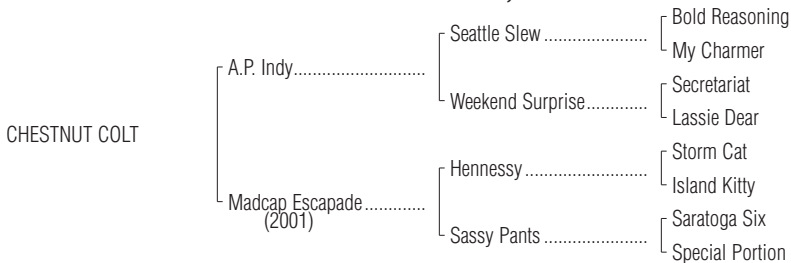 Bold Reasoning
Seattle Slew ......................
My Charmer
A.P. Indy............................
Secretariat
Weekend Surprise.............
Lassie Dear
CHESTNUT COLT
Storm Cat
Hennessy ..........................
Island Kitty
Madcap Escapade.............
(2001)
Saratoga Six
Sassy Pants ......................
Special Portion